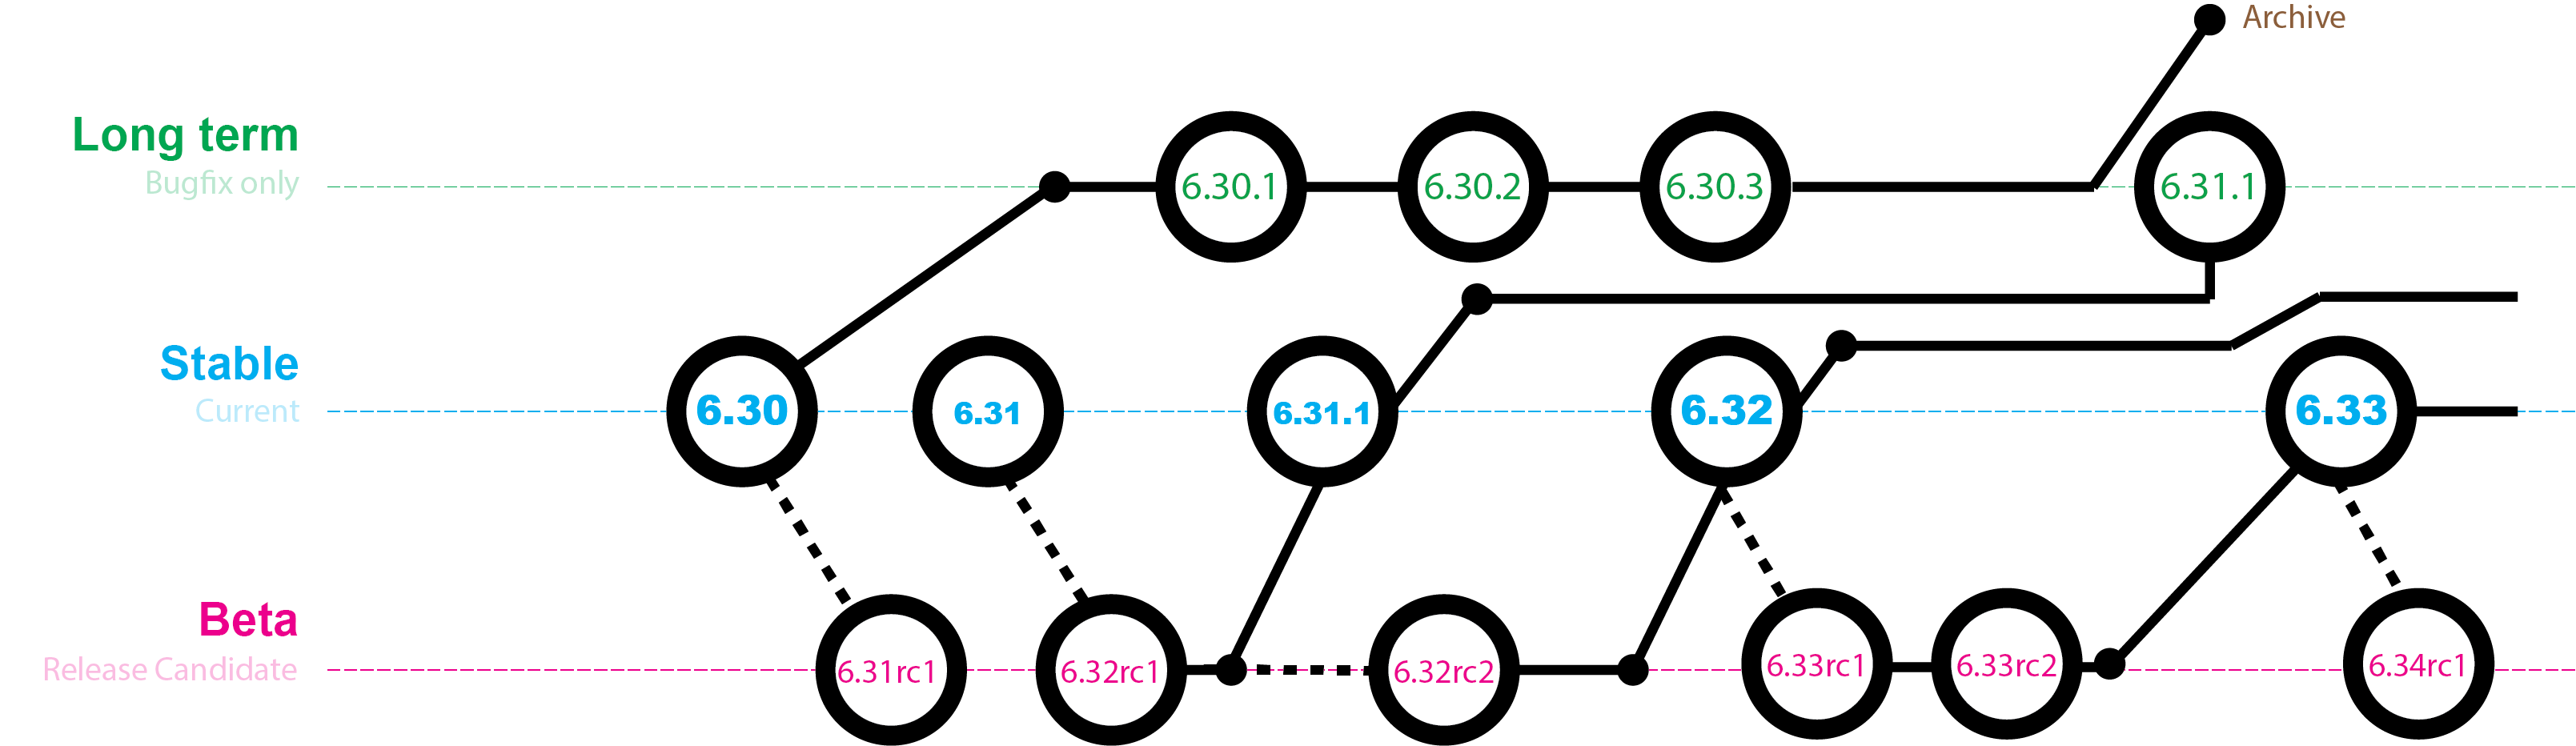 Archive
Long term
Bugfix only
6.30.1
6.30.2
6.30.3
6.31.1
Stable
Current
6.30
6.31
6.31.1
6.32
6.33
Beta
Release Candidate
6.31rc1
6.32rc1
6.32rc2
6.33rc1
6.33rc2
6.34rc1